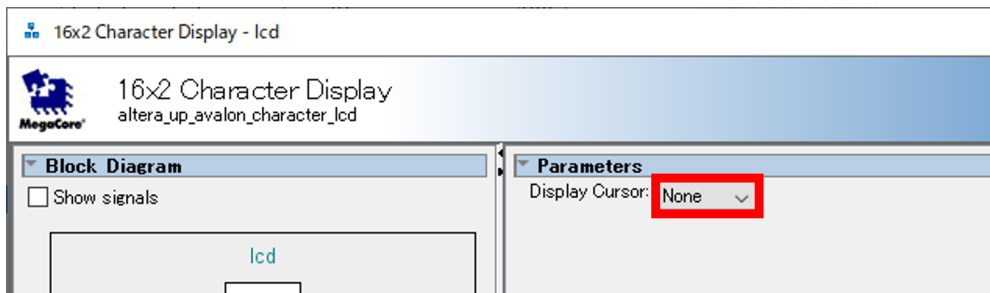 16x2 Character Display - lcd
16x2 Character Display
altera_up_avalon_character_lcd
MegaCore®
Block Diagram
Show signals
lcd
Parameters
Display Cursor: None